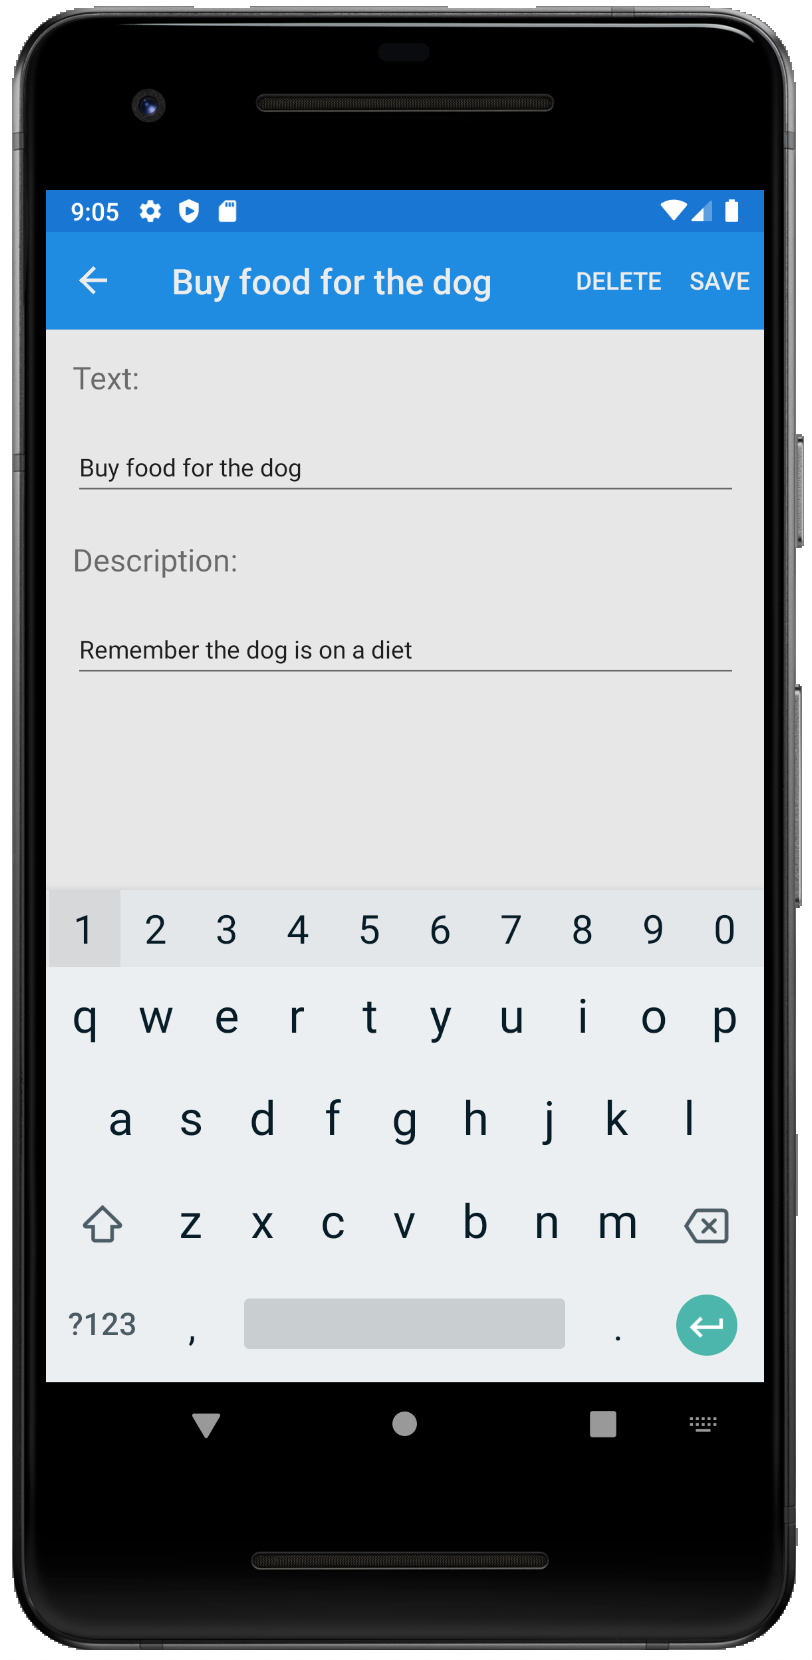 9:05
Buy food for the dog DELETE SAVE
Text:
Buy food for the dog
Description:
Remember the dog is on a diet
1 2 3 4 5 6 7 8 9 0
q w e r t y u i o p
a s d f g h j k l
z x c v b n m
?123 , .